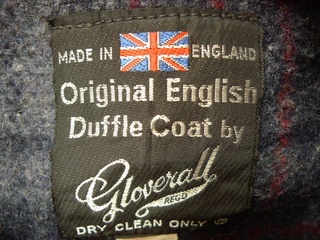 MADE IN ENGLAND
Original English
Duffle Coat by
Gloverall
REGD
DRY CLEAN ONLY